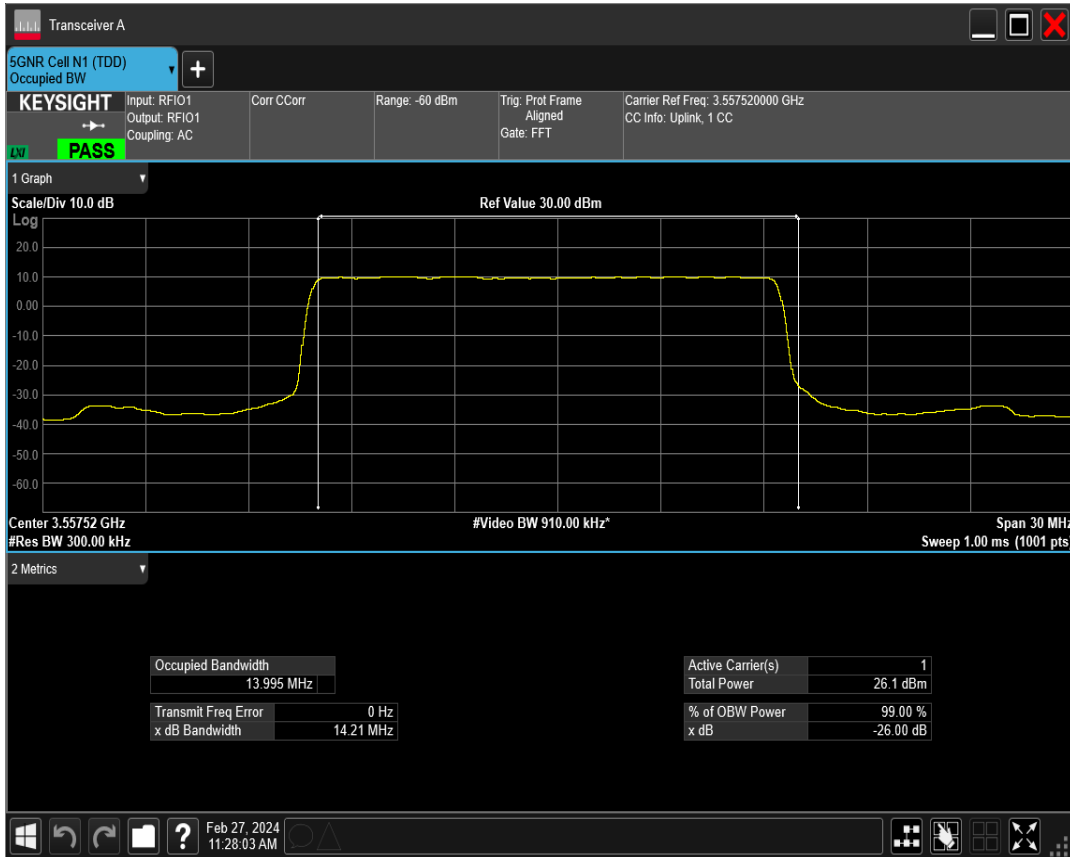 Transceiver A
5GNR Cell N1 (TDD)
Occupied BW
+
KEYSIGHT
LXI
PASS
Input: RFIO1
Output: RFIO1
Coupling: AC
Corr CCorr
Range: -60 dBm
Trig: Prot Frame
Aligned
Gate: FFT
Carrier Ref Freq: 3.557520000 GHz
CC Info: Uplink, 1 CC
1 Graph
Scale/Div 10.0 dB
Ref Value 30.00 dBm
Log
20.0
10.0
0.00
-10.0
-20.0
-30.0
-40.0
-50.0
-60.0
Center 3.55752 GHz
#Video BW 910.00 kHz*
Span 30 MHz
#Res BW 300.00 kHz
Sweep 1.00 ms (1001 pts)
2 Metrics
Occupied Bandwidth
13.995 MHz
Transmit Freq Error 0 Hz
x dB Bandwidth 14.21 MHz
Active Carrier(s) 1
Total Power 26.1 dBm
% of OBW Power 99.00 %
x dB -26.00 dB
?
Feb 27, 2024
11:28:03 AM